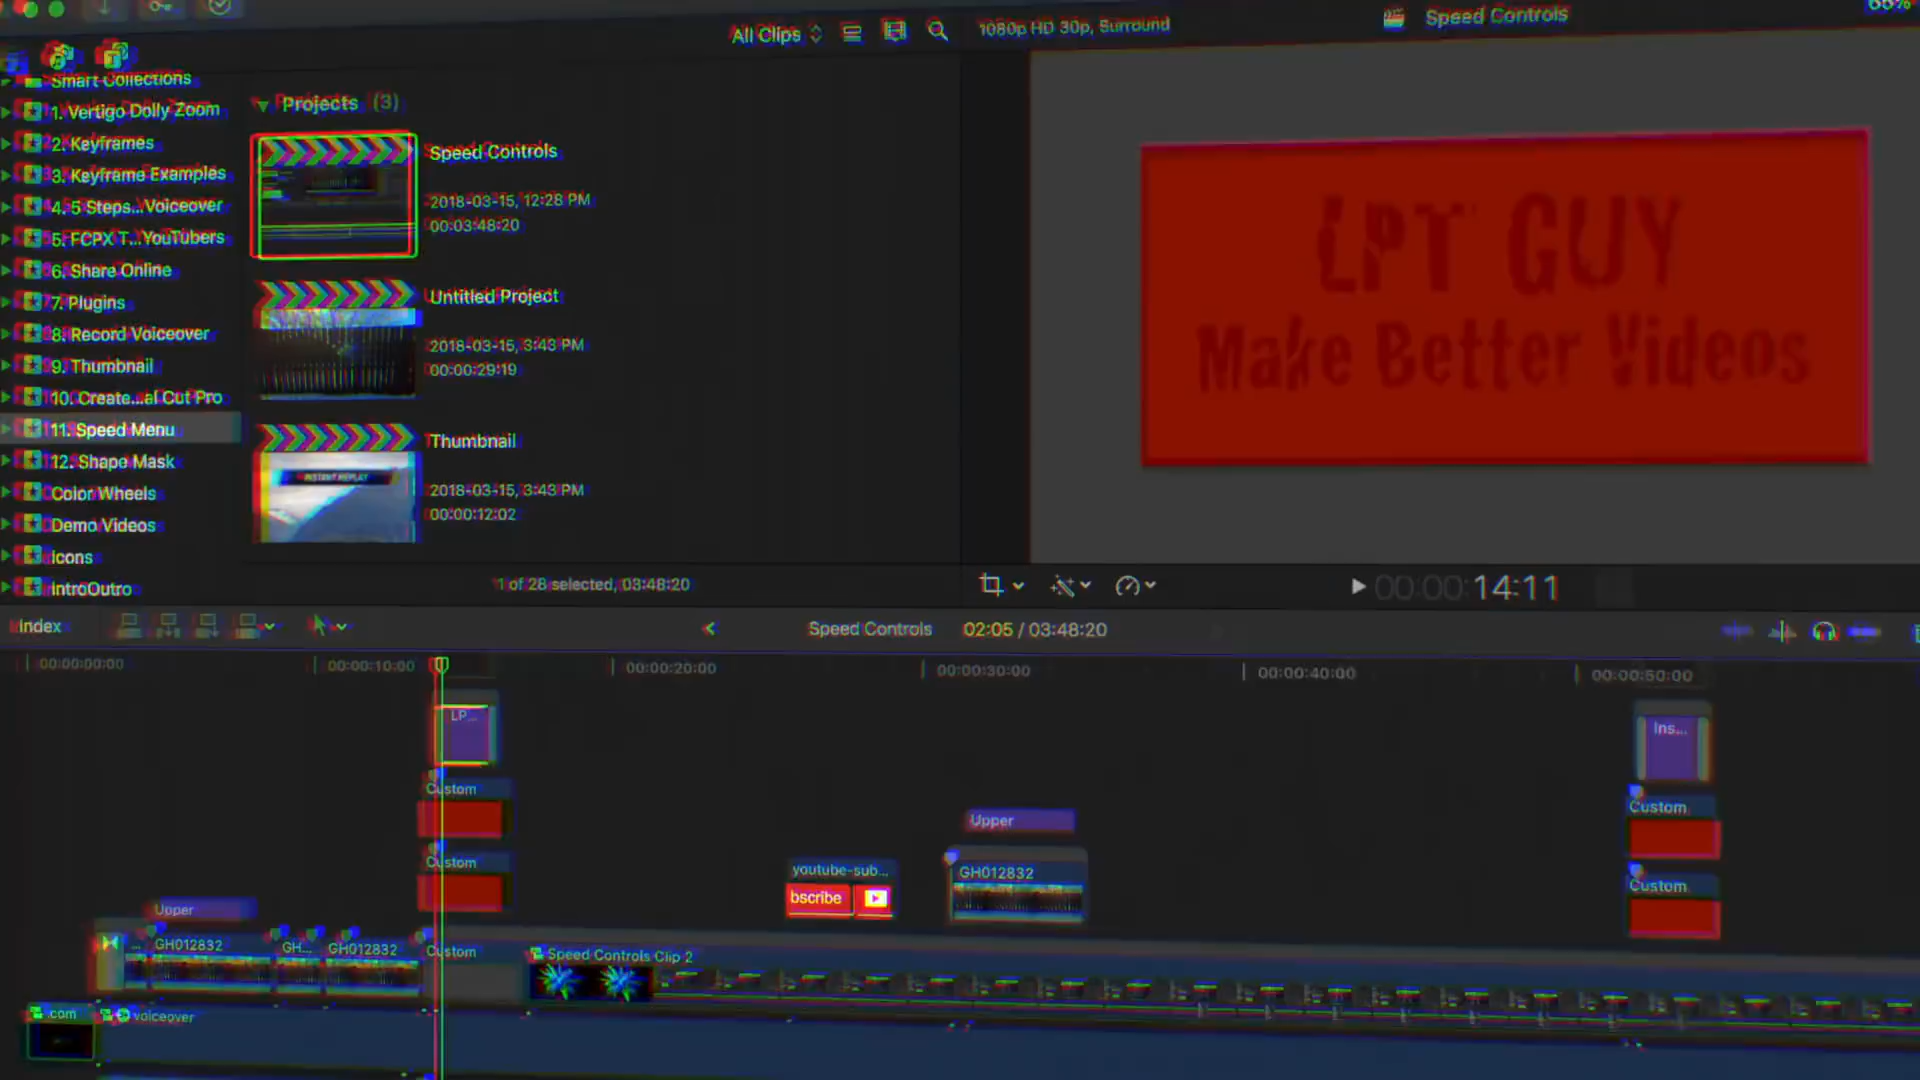 All Clips
1080p HD 30p, Surround
Speed Controls
66%
Smart Collections
1. Vertigo Dolly Zoom
2. Keyframes
3. Keyframe Examples
4. 5 Steps...Voiceover
5. FCPX T...YouTubers
6. Share Online
7. Plugins
8. Record Voiceover
9. Thumbnail
10. Create...al Cut Pro
11. Speed Menu
12. Shape Mask
Color Wheels
Demo Videos
Icons
IntroOutro
Projects (3)
Speed Controls
2018-03-15, 12:28 PM
00:03:48:20
Untitled Project
2018-03-15, 3:43 PM
00:00:29:19
Thumbnail
2018-03-15, 3:43 PM
00:00:12:02
INSTANT REPLAY
1 of 28 selected, 03:48:20
LPT GUY
Make Better Videos
00:00:14:11
Index
Speed Controls
02:05 / 03:48:20
00:00:00:00
00:00:10:00
00:00:20:00
00:00:30:00
00:00:40:00
00:00:50:00
LP...
Ins...
Custom
Custom
Upper
Custom
Custom
youtube-sub...
bscribe
GH012832
Upper
... GH012832
GH...
GH012832
Custom
Speed Controls Clip 2
.com
voiceover